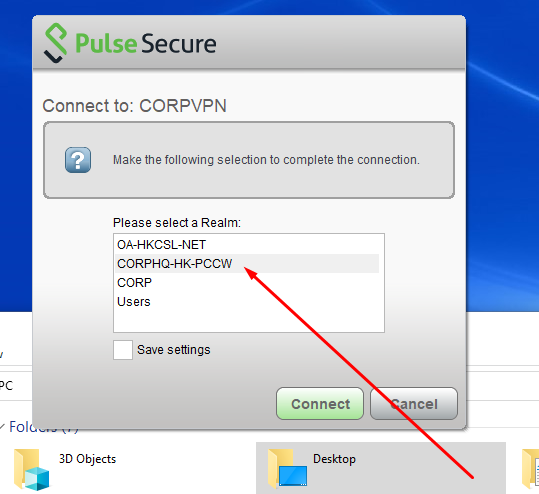 Pulse Secure
Connect to: CORPVPN
Make the following selection to complete the connection.
Please select a Realm:
OA-HKCSL-NET
CORPHQ-HK-PCCW
CORP
Users
Save settings
PC
Connect
Cancel
Folders (7)
3D Objects
Desktop